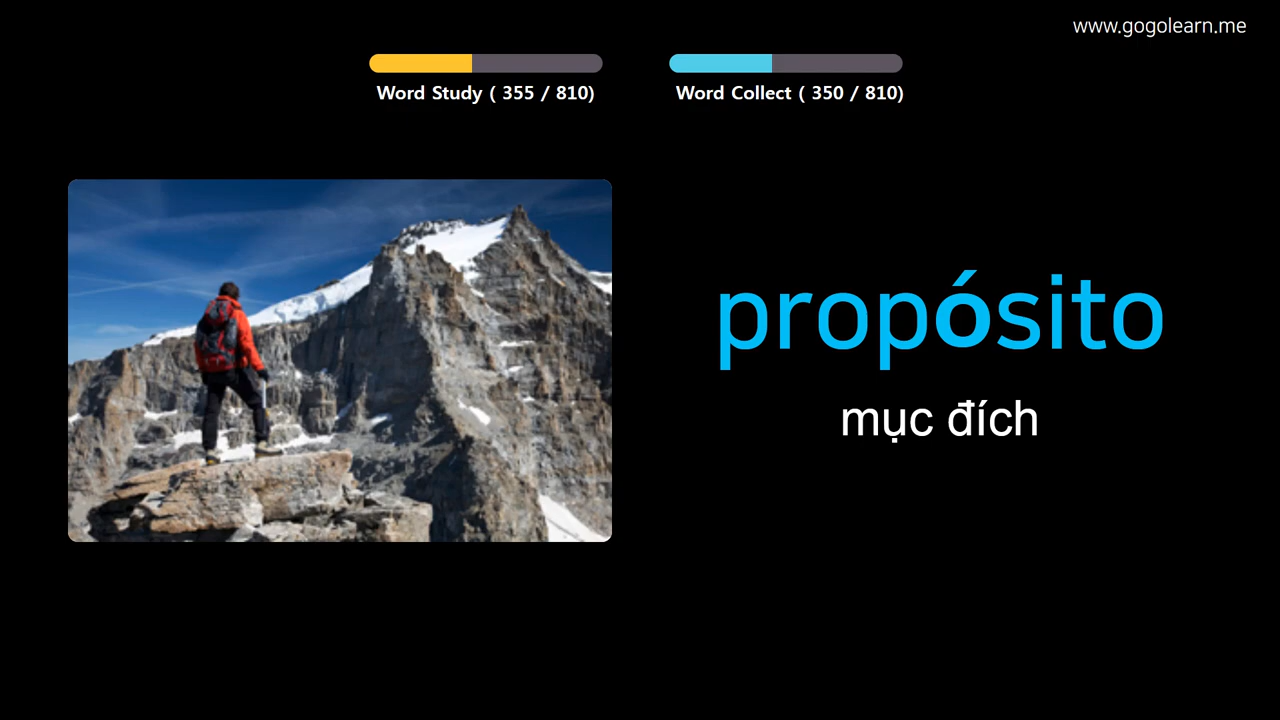 www.gogolearn.me
Word Study ( 355 / 810)
Word Collect ( 350 / 810)
propósito
mục đích